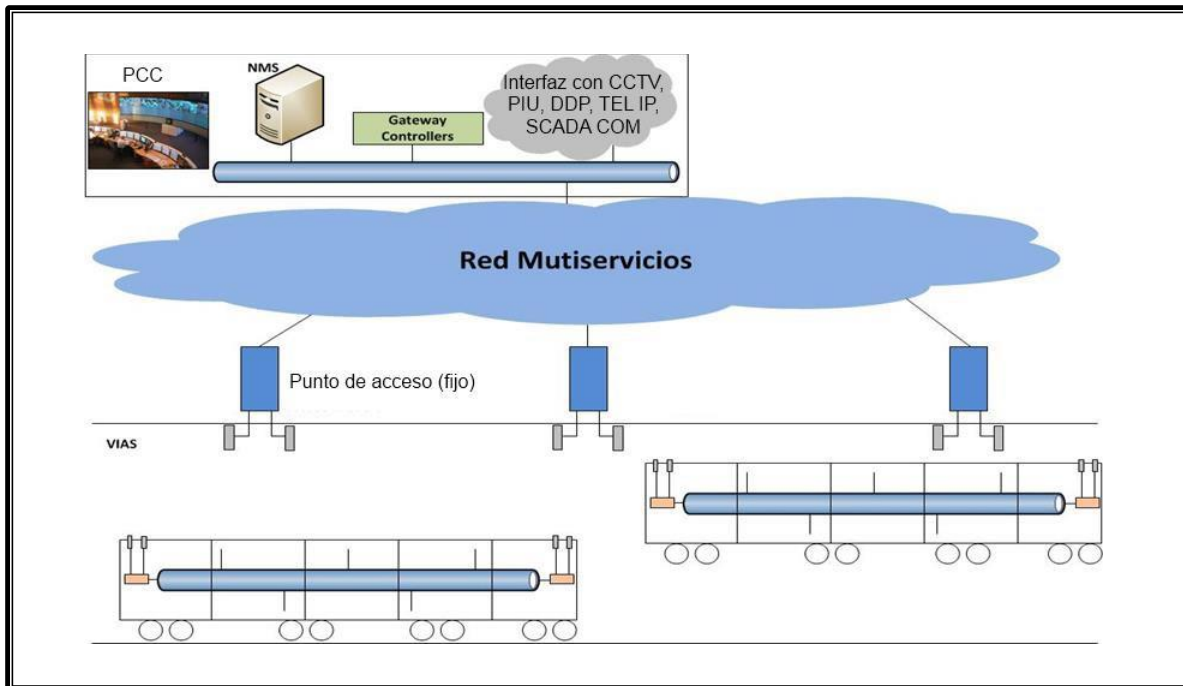 PCC
NMS
Gateway
Controllers
Interfaz con CCTV,
PIU, DDP, TEL IP,
SCADA COM
Red Mutiservicios
Punto de acceso (fijo)
VIAS